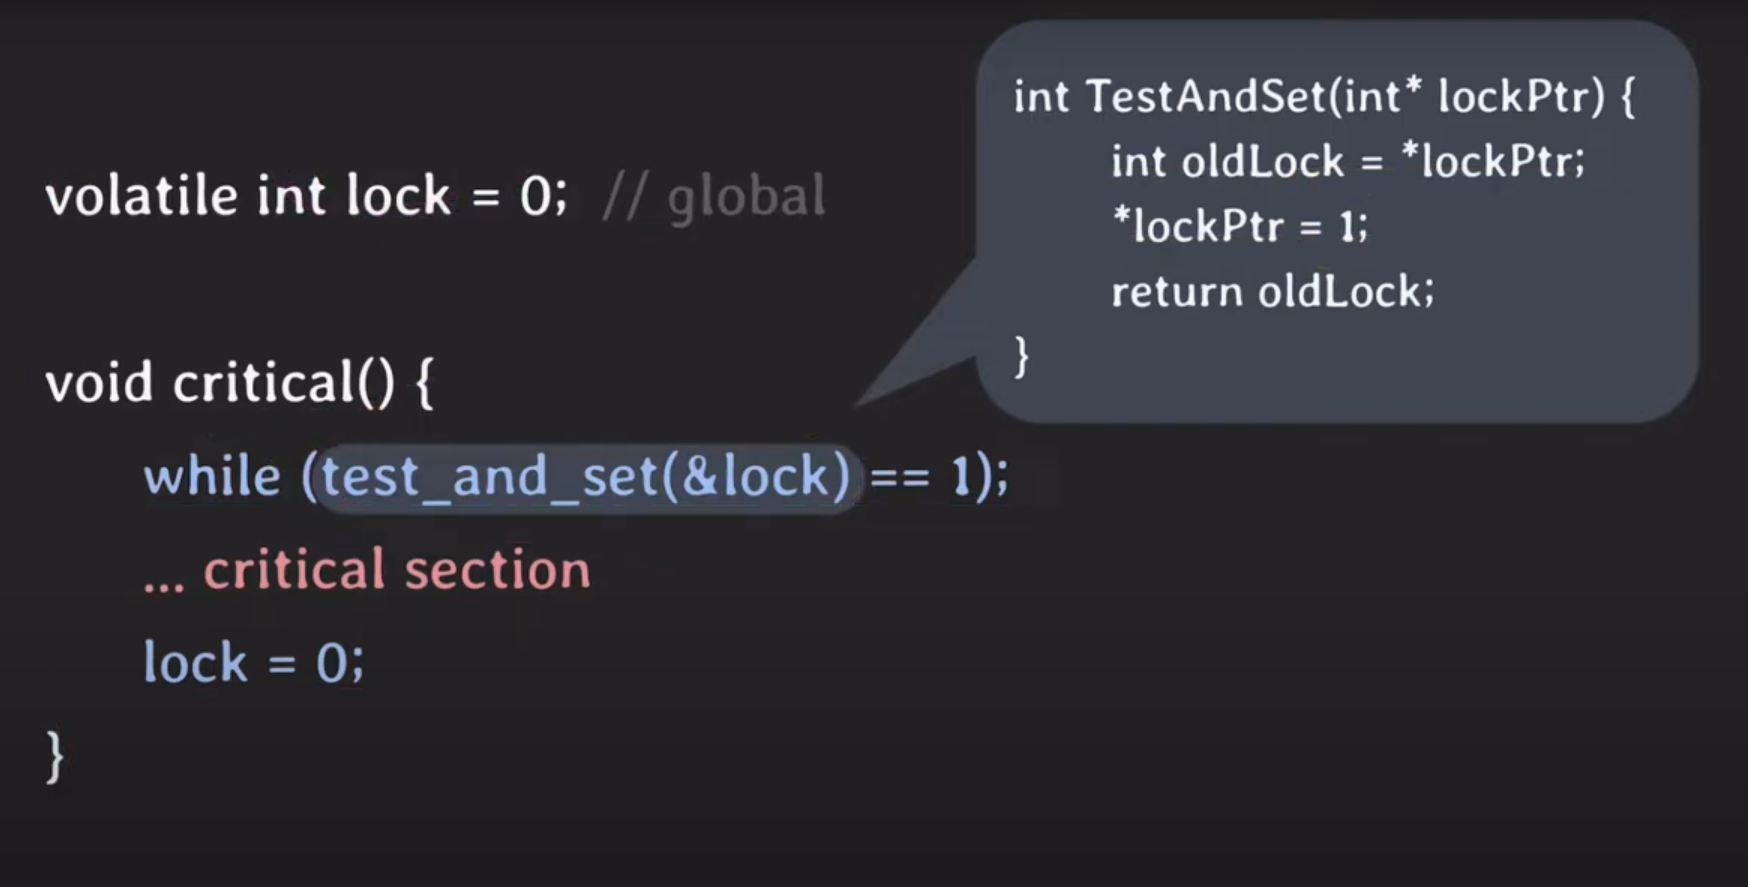 volatile int lock = 0; // global
void critical() {
while (test_and_set(&lock) == 1);
... critical section
lock = 0;
}
int TestAndSet(int* lockPtr) {
int oldLock = *lockPtr;
*lockPtr = 1;
return oldLock;
}